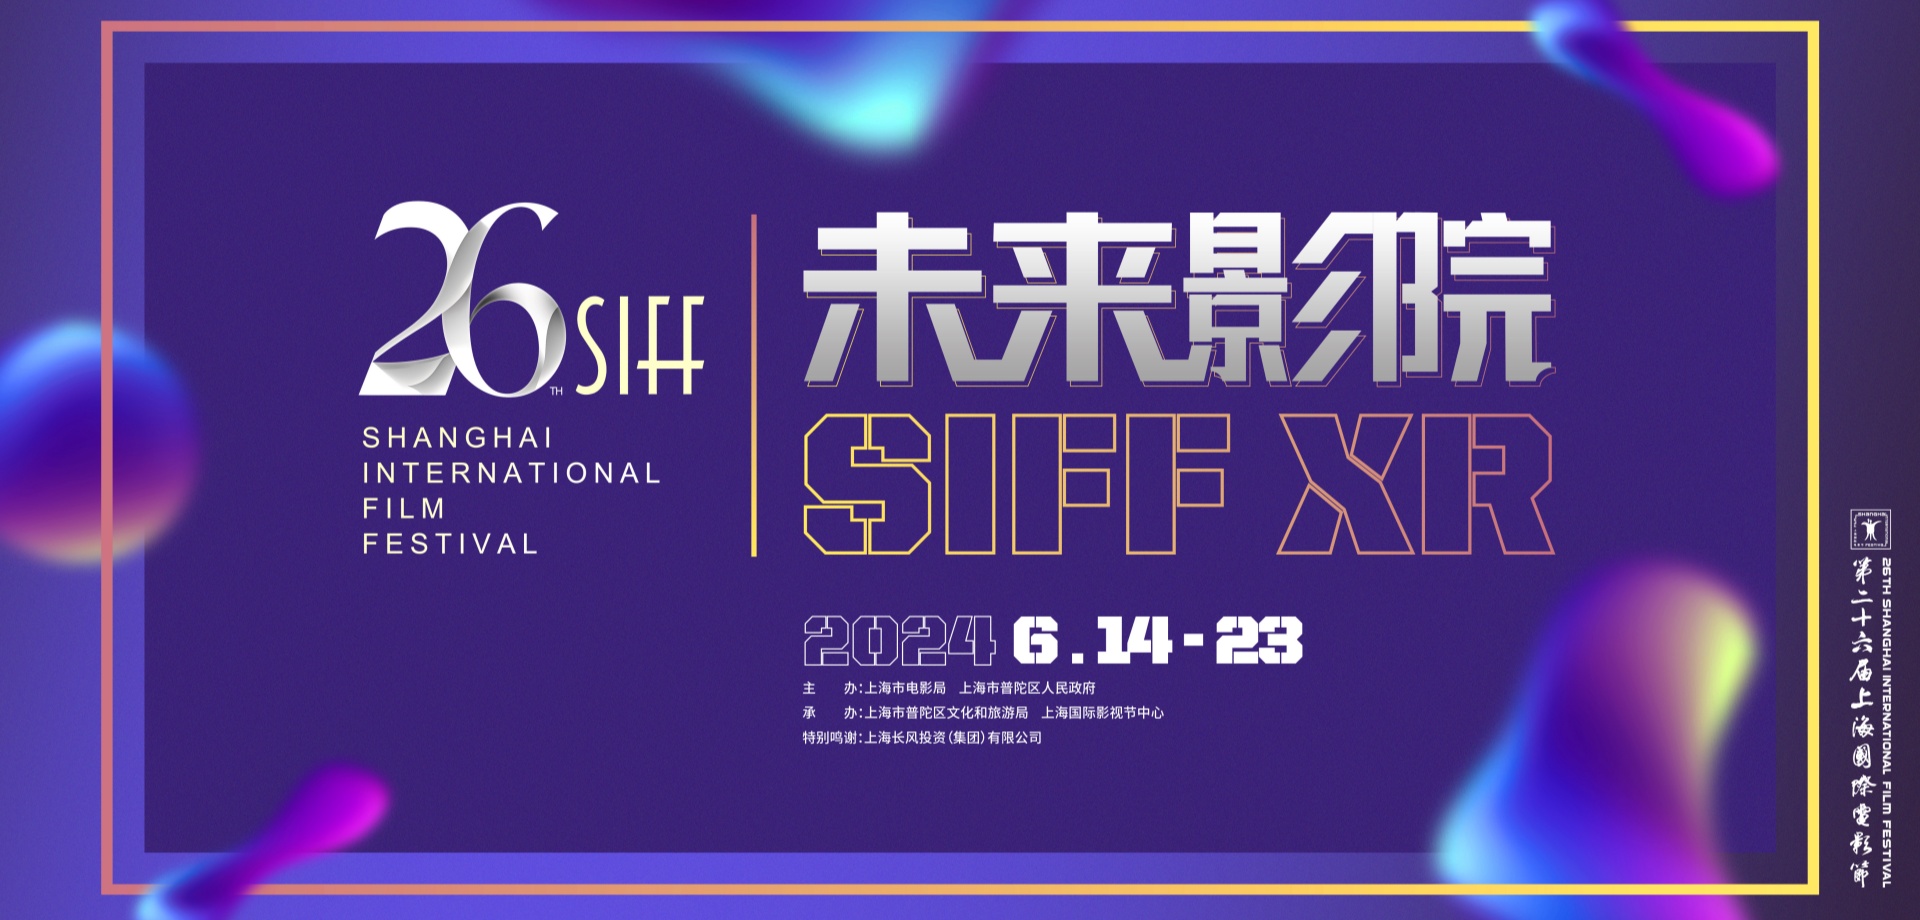 26TH SIFF
SHANGHAI
INTERNATIONAL
FILM
FESTIVAL
未来影院
SIFF XR
2024 6.14-23
主　　办:上海市电影局　上海市普陀区人民政府
承　　办:上海市普陀区文化和旅游局　上海国际影视节中心
特别鸣谢:上海长风投资(集团)有限公司
26TH SHANGHAI INTERNATIONAL FILM FESTIVAL
第二十六届上海國際電影節